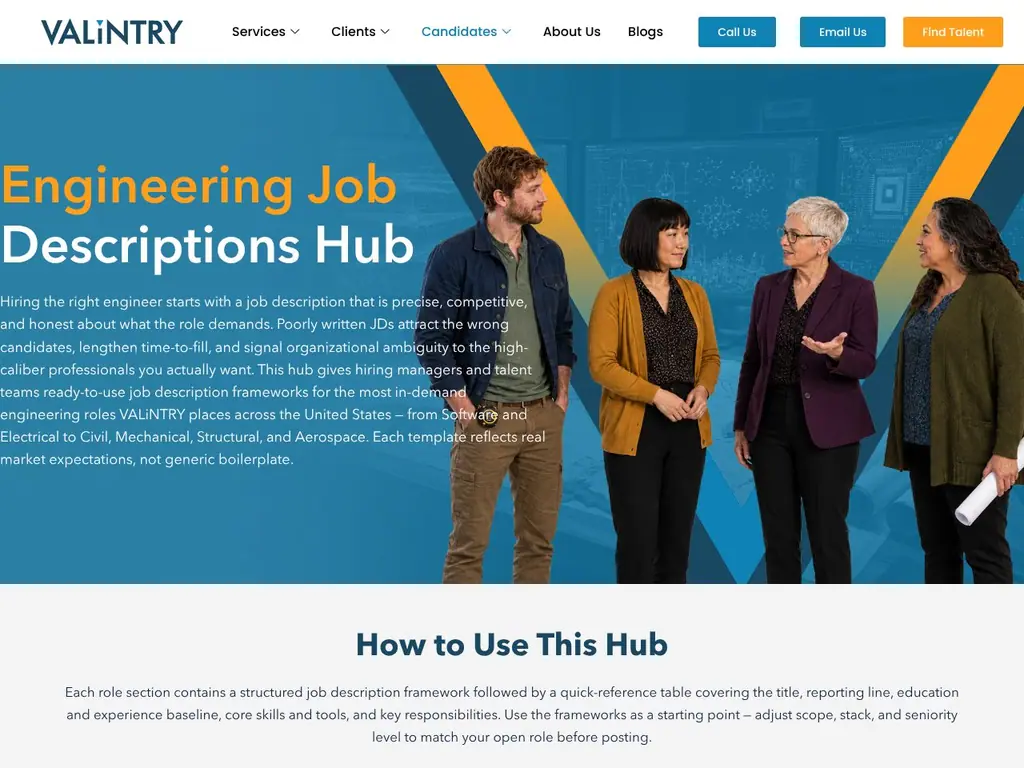 VALiNTRY
Services
Clients
Candidates
About Us
Blogs
Call Us
Email Us
Find Talent
Engineering Job
Descriptions Hub
Hiring the right engineer starts with a job description that is precise, competitive,
and honest about what the role demands. Poorly written JDs attract the wrong
candidates, lengthen time-to-fill, and signal organizational ambiguity to the high-
caliber professionals you actually want. This hub gives hiring managers and talent
teams ready-to-use job description frameworks for the most in-demand
engineering roles VALiNTRY places across the United States — from Software and
Electrical to Civil, Mechanical, Structural, and Aerospace. Each template reflects real
market expectations, not generic boilerplate.
How to Use This Hub
Each role section contains a structured job description framework followed by a quick-reference table covering the title, reporting line, education
and experience baseline, core skills and tools, and key responsibilities. Use the frameworks as a starting point — adjust scope, stack, and seniority
level to match your open role before posting.